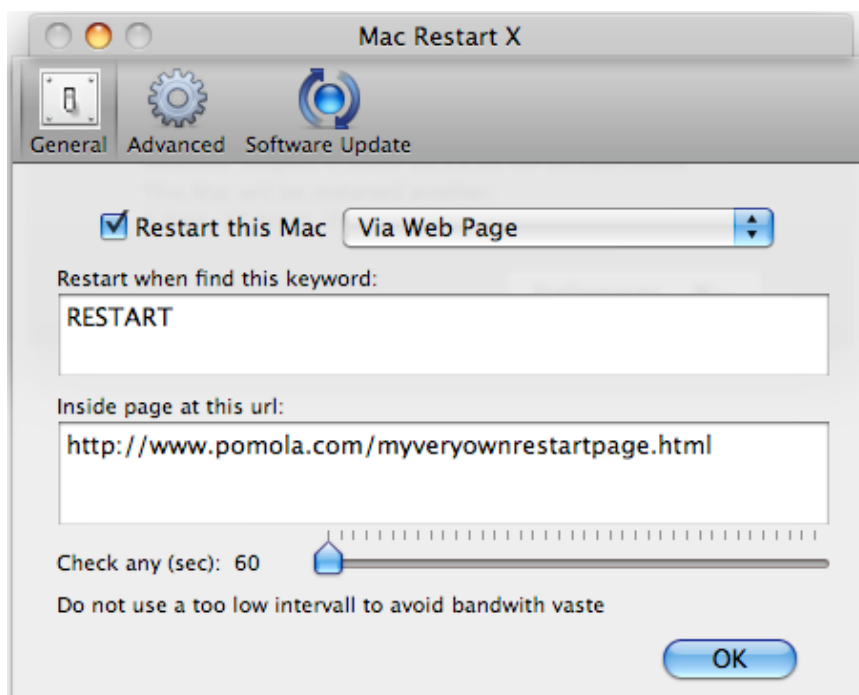 Mac Restart X
General Advanced Software Update
Restart this Mac Via Web Page
Restart when find this keyword:
RESTART
Inside page at this url:
http://www.pomola.com/myveryownrestartpage.html
Check any (sec): 60
Do not use a too low intervall to avoid bandwith vaste
OK